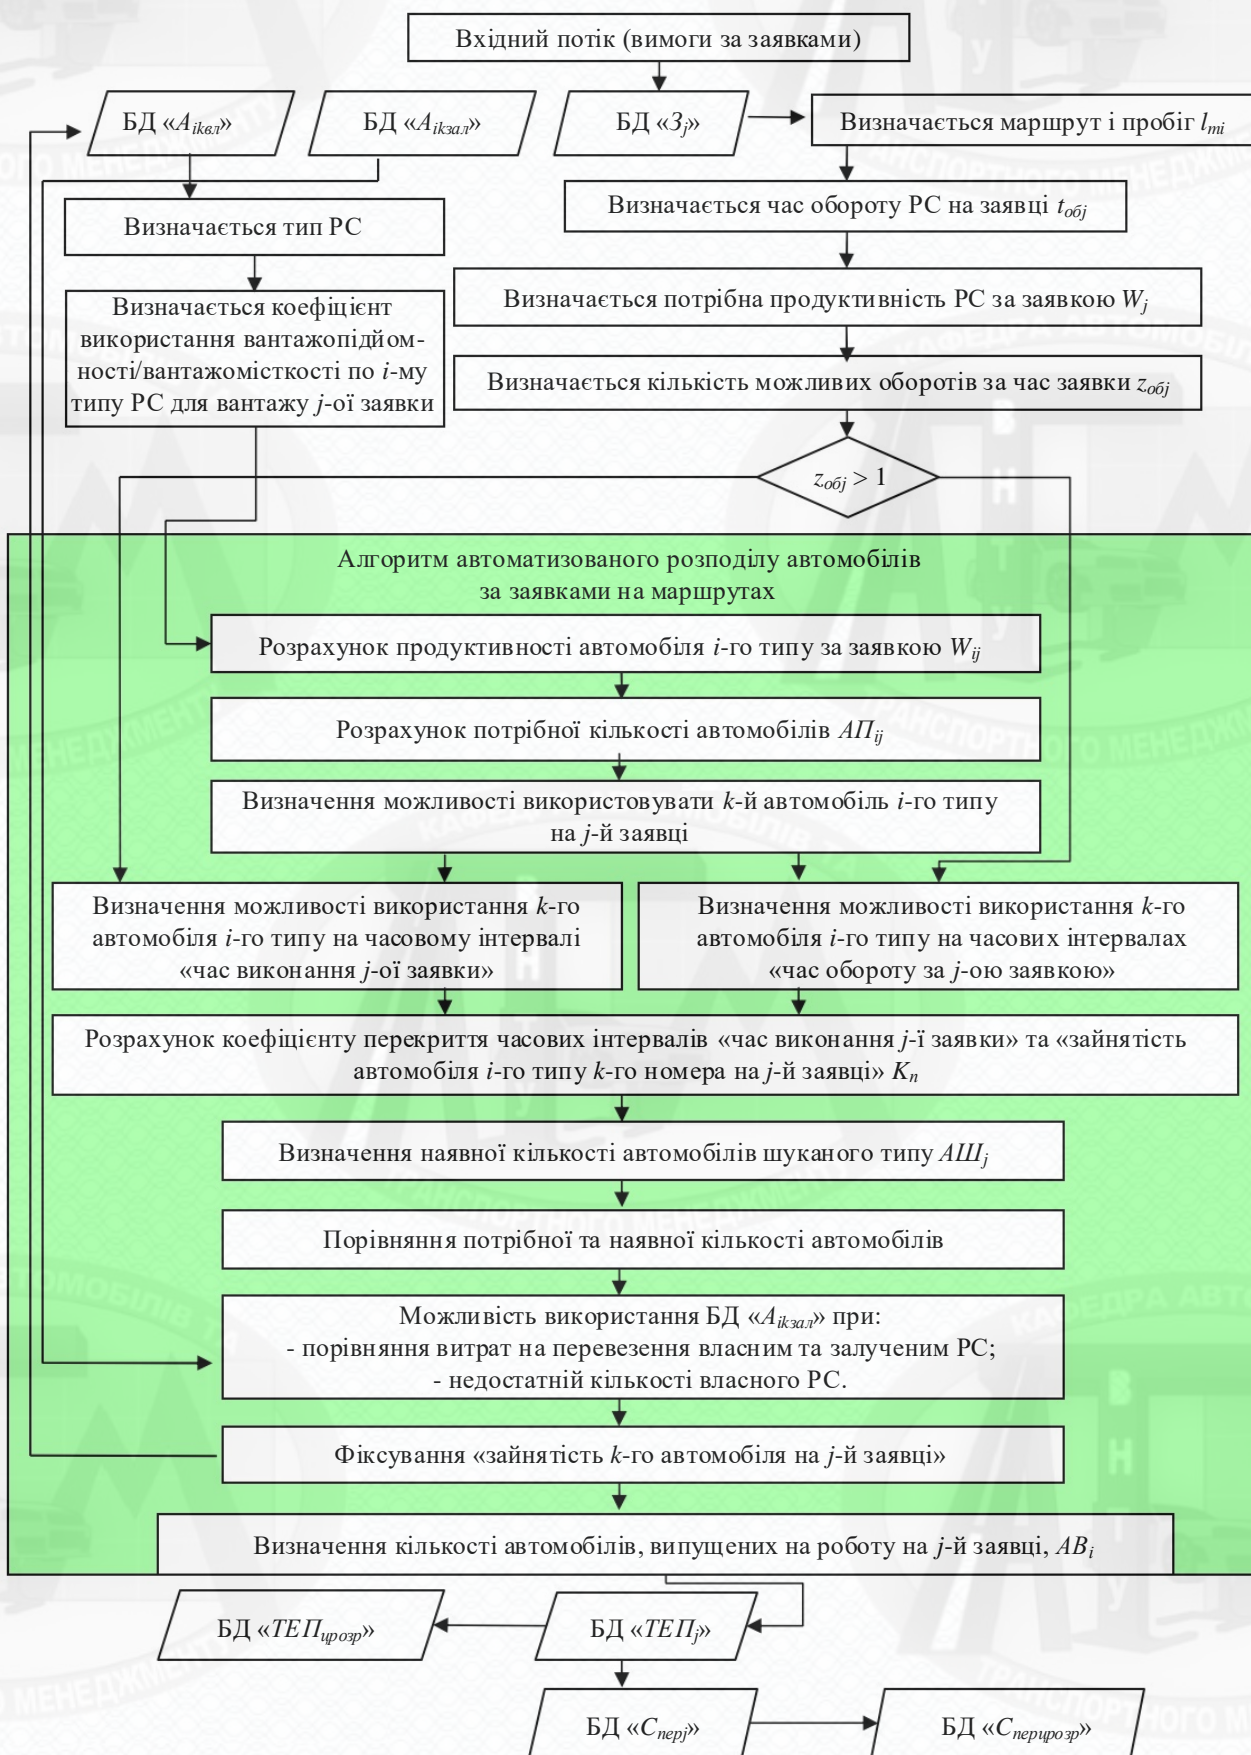 Вхідний потік (вимоги за заявками)
БД «Aikвл»
БД «Aikзал»
БД «Зj»
Визначається маршрут і пробіг lmi
Визначається тип РС
Визначається час обороту РС на заявці tобj
Визначається коефіцієнт
використання вантажопідйом-
ності/вантажомісткості по i-му
типу РС для вантажу j-ої заявки
Визначається потрібна продуктивність РС за заявкою Wj
Визначається кількість можливих оборотів за час заявки zобj
zобj > 1
Алгоритм автоматизованого розподілу автомобілів
за заявками на маршрутах
Розрахунок продуктивності автомобіля i-го типу за заявкою Wij
Розрахунок потрібної кількості автомобілів АПij
Визначення можливості використовувати k-й автомобіль i-го типу
на j-й заявці
Визначення можливості використання k-го
автомобіля i-го типу на часовому інтервалі
«час виконання j-ої заявки»
Визначення можливості використання k-го
автомобіля i-го типу на часових інтервалах
«час обороту за j-ою заявкою»
Розрахунок коефіцієнту перекриття часових інтервалів «час виконання j-ї заявки» та «зайнятість
автомобіля i-го типу k-го номера на j-й заявці» Kп
Визначення наявної кількості автомобілів шуканого типу АШj
Порівняння потрібної та наявної кількості автомобілів
Можливість використання БД «Aikзал» при:
- порівняння витрат на перевезення власним та залученим РС;
- недостатній кількості власного РС.
Фіксування «зайнятість k-го автомобіля на j-й заявці»
Визначення кількості автомобілів, випущених на роботу на j-й заявці, АВi
БД «ТЕПцрозр»
БД «ТЕПj»
БД «Cперj»
БД «Cперцрозр»